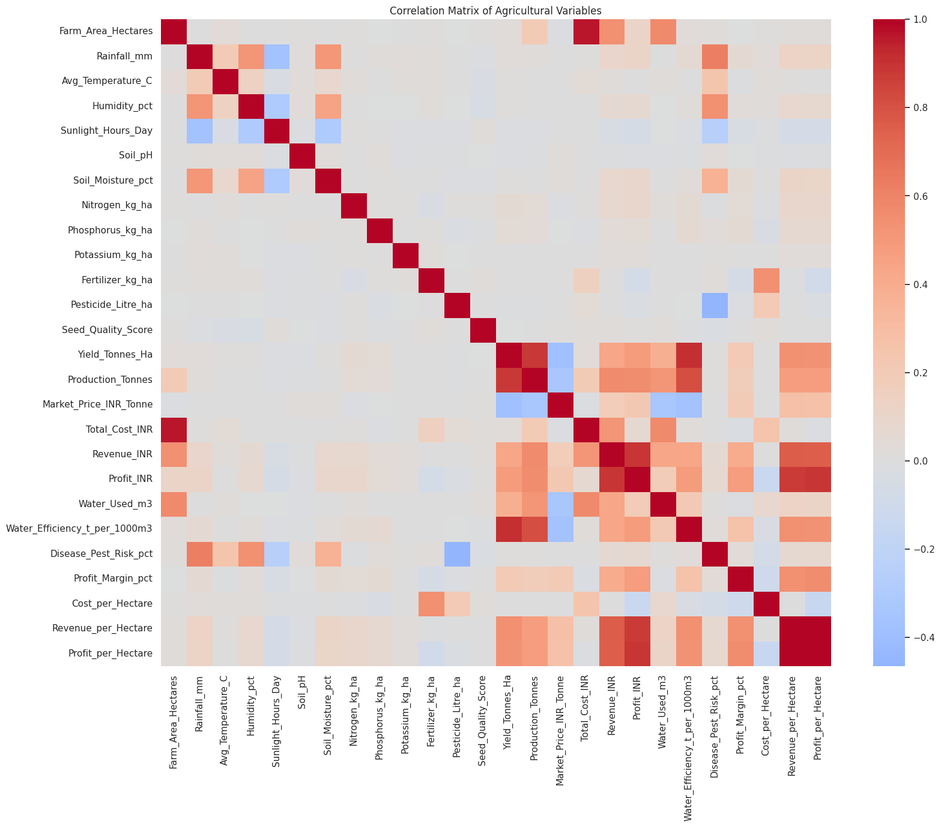 Correlation Matrix of Agricultural Variables
Farm_Area_Hectares
Rainfall_mm
Avg_Temperature_C
Humidity_pct
Sunlight_Hours_Day
Soil_pH
Soil_Moisture_pct
Nitrogen_kg_ha
Phosphorus_kg_ha
Potassium_kg_ha
Fertilizer_kg_ha
Pesticide_Litre_ha
Seed_Quality_Score
Yield_Tonnes_Ha
Production_Tonnes
Market_Price_INR_Tonne
Total_Cost_INR
Revenue_INR
Profit_INR
Water_Used_m3
Water_Efficiency_t_per_1000m3
Disease_Pest_Risk_pct
Profit_Margin_pct
Cost_per_Hectare
Revenue_per_Hectare
Profit_per_Hectare
Farm_Area_Hectares
Rainfall_mm
Avg_Temperature_C
Humidity_pct
Sunlight_Hours_Day
Soil_pH
Soil_Moisture_pct
Nitrogen_kg_ha
Phosphorus_kg_ha
Potassium_kg_ha
Fertilizer_kg_ha
Pesticide_Litre_ha
Seed_Quality_Score
Yield_Tonnes_Ha
Production_Tonnes
Market_Price_INR_Tonne
Total_Cost_INR
Revenue_INR
Profit_INR
Water_Used_m3
Water_Efficiency_t_per_1000m3
Disease_Pest_Risk_pct
Profit_Margin_pct
Cost_per_Hectare
Revenue_per_Hectare
Profit_per_Hectare
1.0
0.8
0.6
0.4
0.2
0.0
−0.2
−0.4